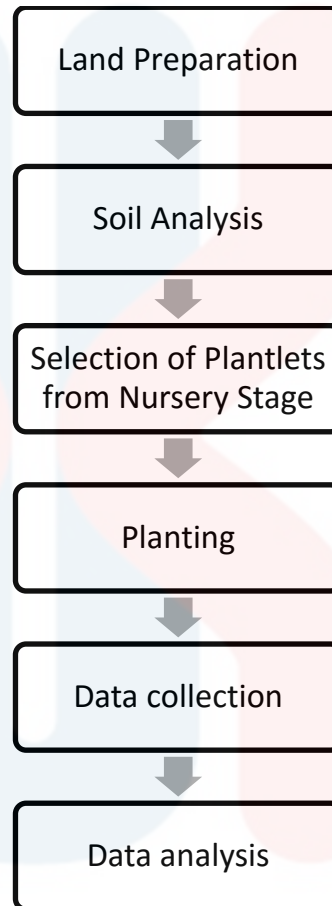 Land Preparation
Soil Analysis
Selection of Plantlets
from Nursery Stage
Planting
Data collection
Data analysis